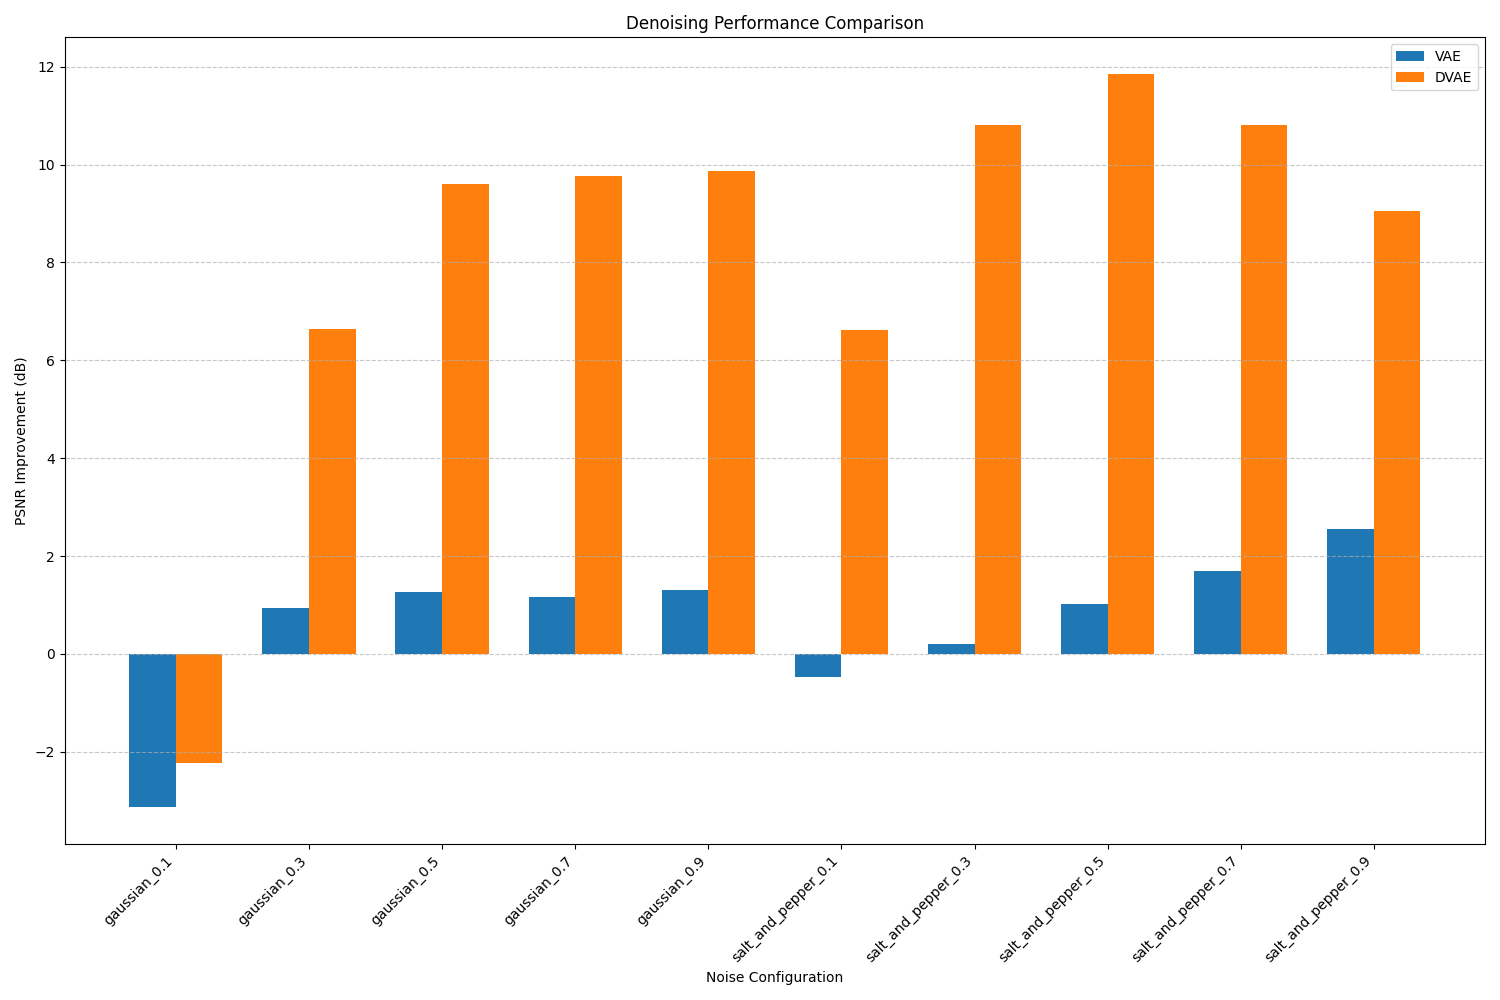 Denoising Performance Comparison
VAE
DVAE
12
10
8
6
4
2
0
−2
PSNR Improvement (dB)
gaussian_0.1
gaussian_0.3
gaussian_0.5
gaussian_0.7
gaussian_0.9
salt_and_pepper_0.1
salt_and_pepper_0.3
salt_and_pepper_0.5
salt_and_pepper_0.7
salt_and_pepper_0.9
Noise Configuration